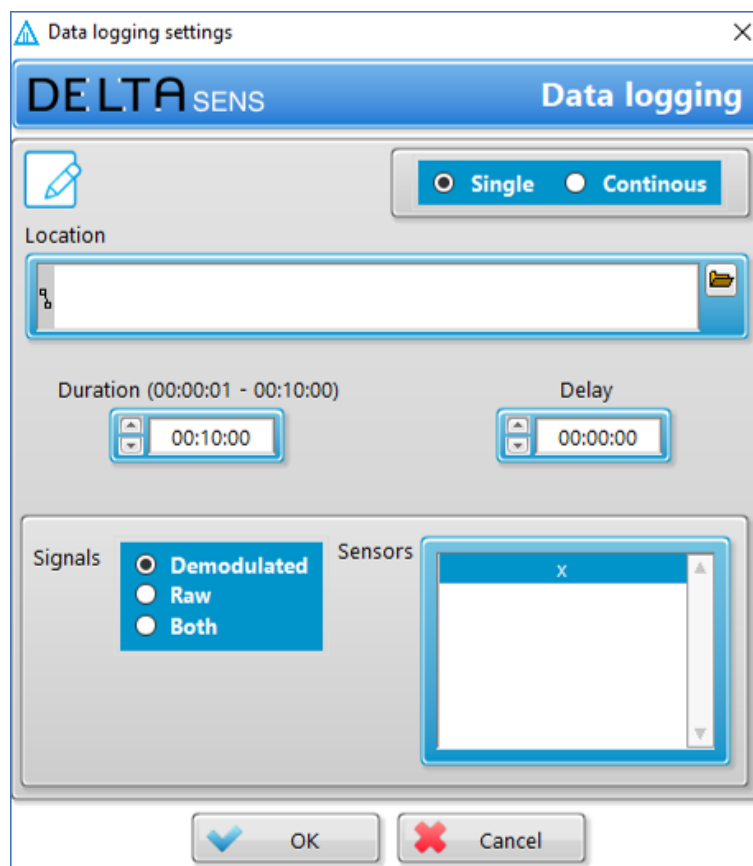 Data logging settings
DELTA SENS Data logging
Single Continous
Location
Duration (00:00:01 - 00:10:00) Delay
00:10:00 00:00:00
Signals Demodulated Sensors x
Raw
Both
OK Cancel